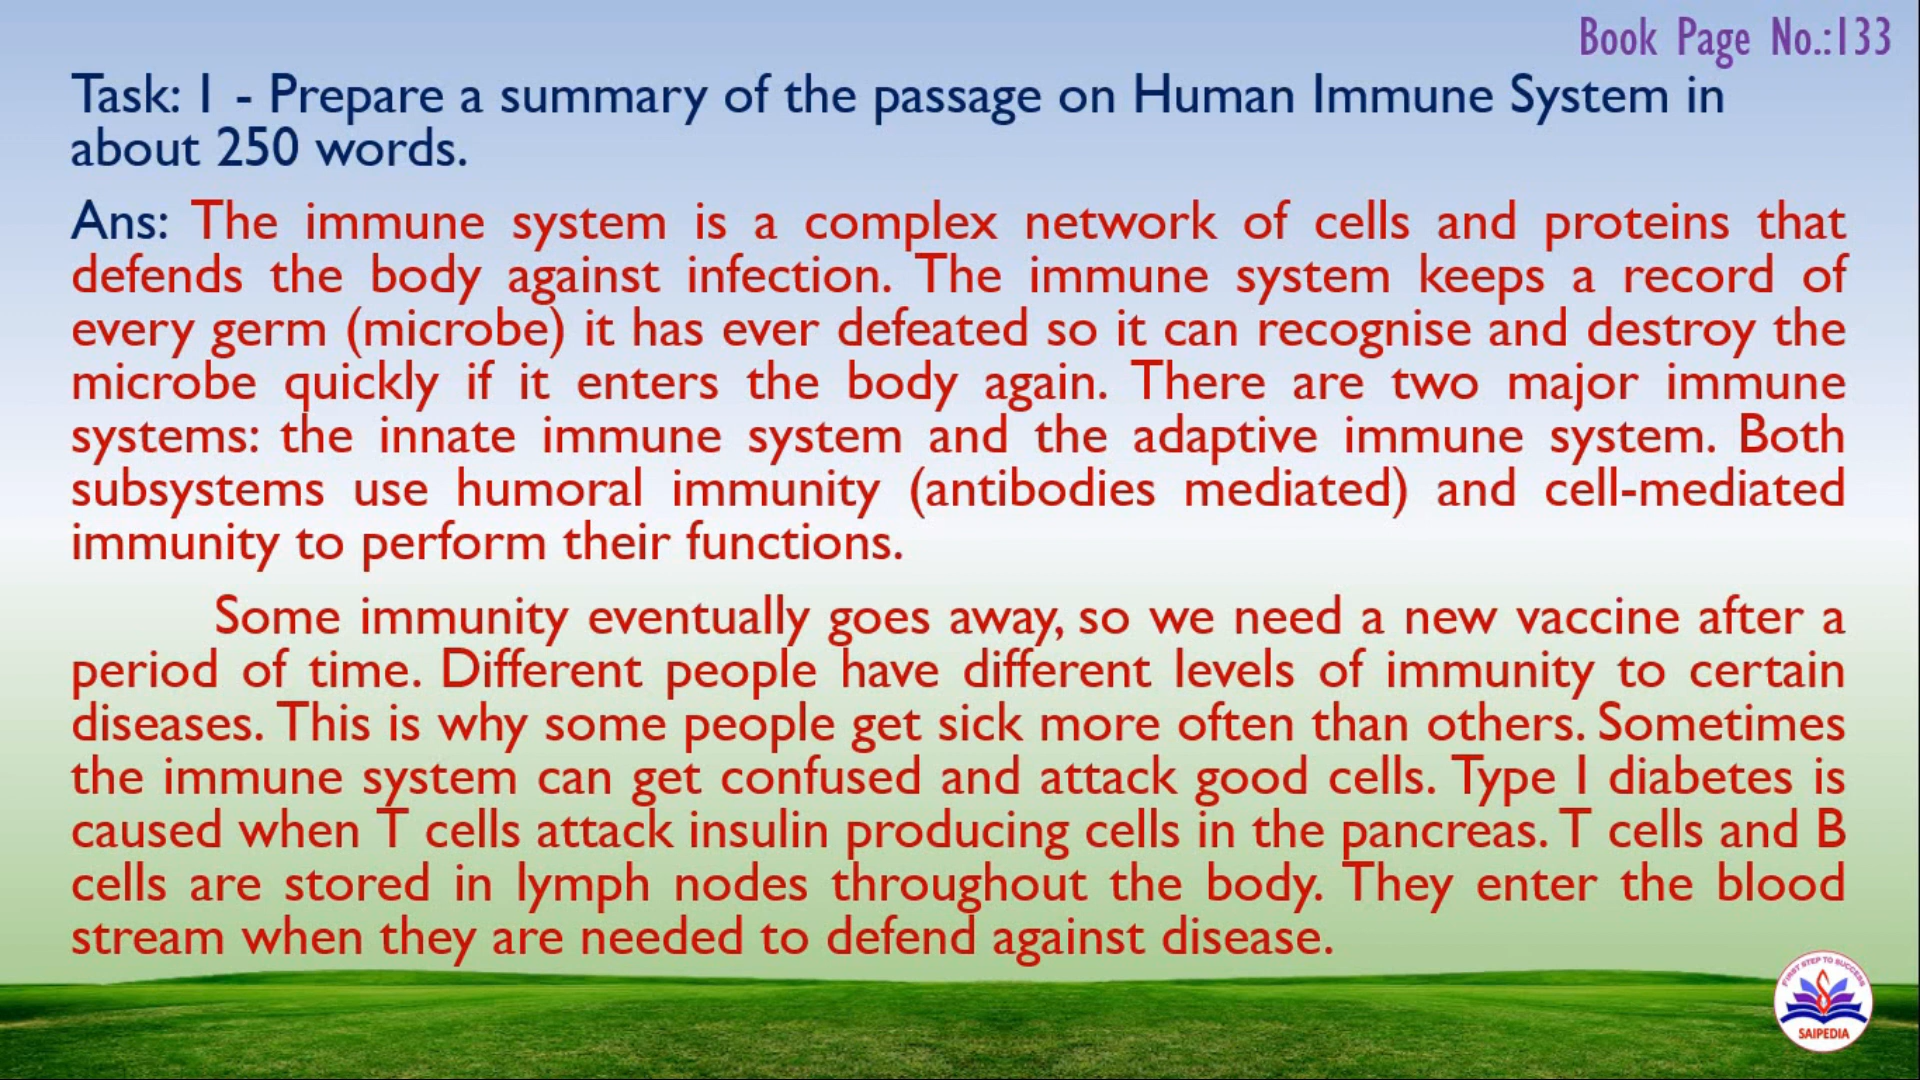 Book Page No.:133
Task: 1 - Prepare a summary of the passage on Human Immune System in
about 250 words.
Ans: The immune system is a complex network of cells and proteins that
defends the body against infection. The immune system keeps a record of
every germ (microbe) it has ever defeated so it can recognise and destroy the
microbe quickly if it enters the body again. There are two major immune
systems: the innate immune system and the adaptive immune system. Both
subsystems use humoral immunity (antibodies mediated) and cell-mediated
immunity to perform their functions.
Some immunity eventually goes away, so we need a new vaccine after a
period of time. Different people have different levels of immunity to certain
diseases. This is why some people get sick more often than others. Sometimes
the immune system can get confused and attack good cells. Type 1 diabetes is
caused when T cells attack insulin producing cells in the pancreas. T cells and B
cells are stored in lymph nodes throughout the body. They enter the blood
stream when they are needed to defend against disease.
FIRST STEP TO SUCCESS
SAIPEDIA